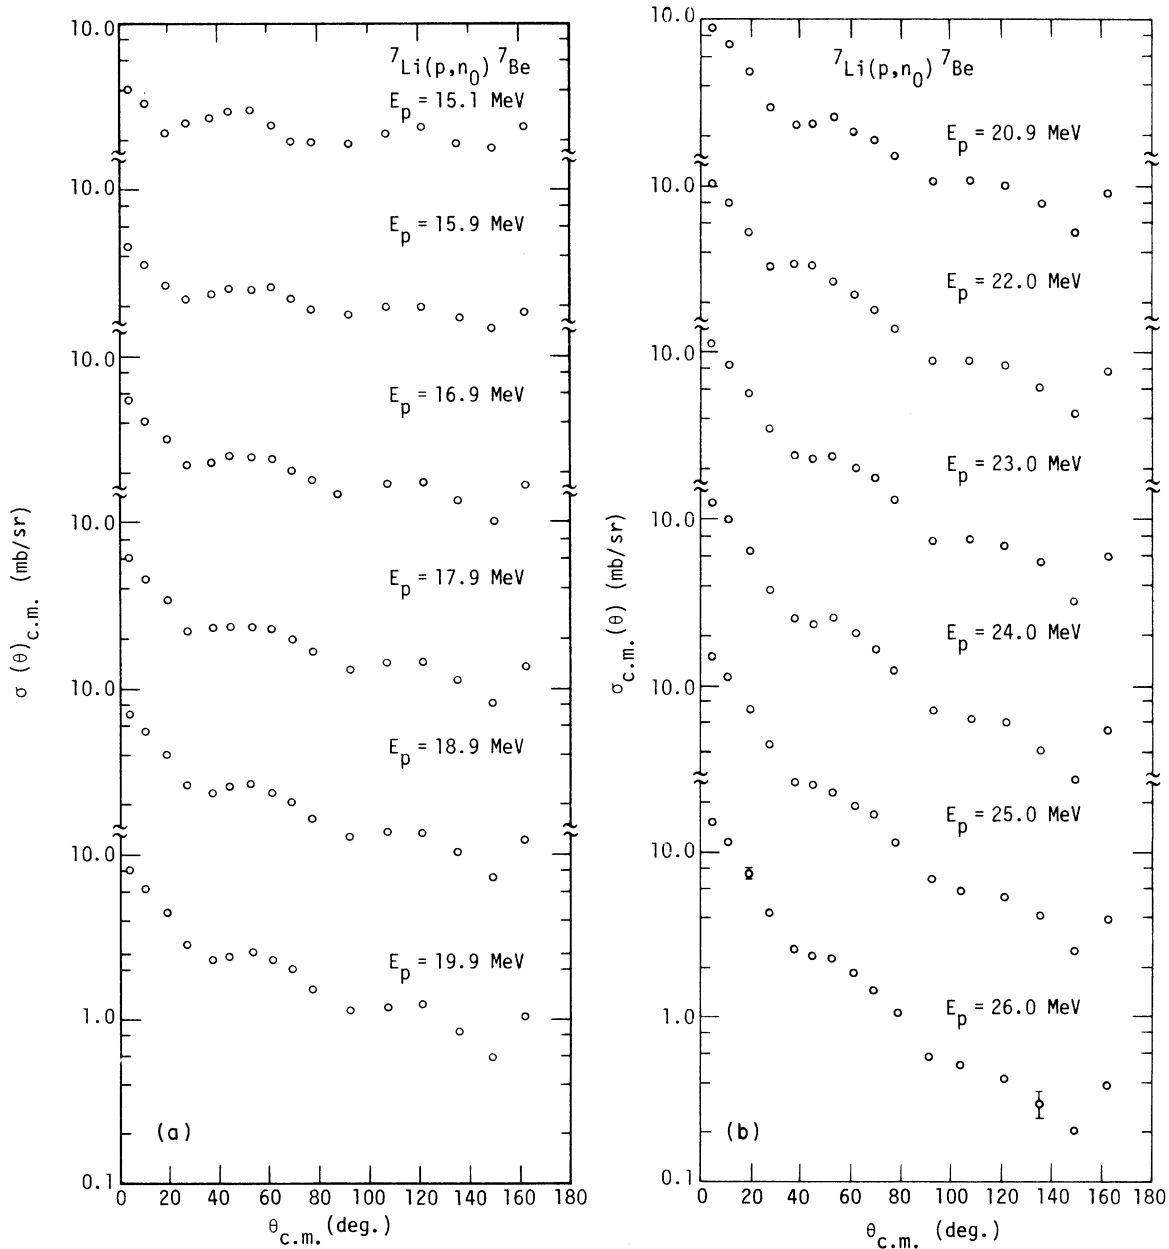 10.0
⁷Li(p,n₀) ⁷Be
Eₚ = 15.1 MeV
10.0
Eₚ = 15.9 MeV
10.0
Eₚ = 16.9 MeV
10.0
Eₚ = 17.9 MeV
10.0
Eₚ = 18.9 MeV
10.0
Eₚ = 19.9 MeV
1.0
(a)
0.1
0 20 40 60 80 100 120 140 160 180
θc.m. (deg.)
σ (θ)c.m. (mb/sr)
10.0
⁷Li(p,n₀) ⁷Be
Eₚ = 20.9 MeV
10.0
Eₚ = 22.0 MeV
10.0
Eₚ = 23.0 MeV
10.0
Eₚ = 24.0 MeV
10.0
Eₚ = 25.0 MeV
10.0
Eₚ = 26.0 MeV
1.0
(b)
0.1
0 20 40 60 80 100 120 140 160 180
θc.m. (deg.)
σc.m.(θ) (mb/sr)